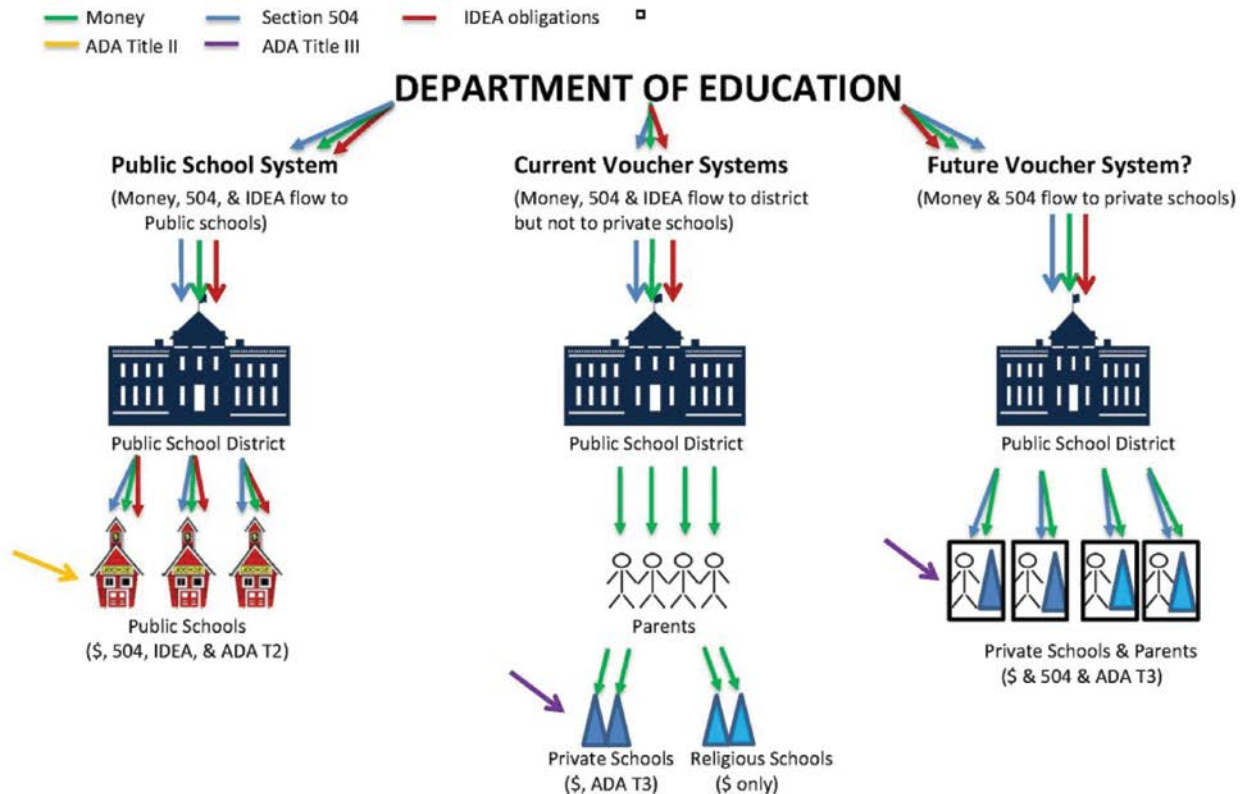 Money Section 504 IDEA obligations
ADA Title II ADA Title III
DEPARTMENT OF EDUCATION
Public School System
(Money, 504, & IDEA flow to
Public schools)
Current Voucher Systems
(Money, 504 & IDEA flow to district
but not to private schools)
Future Voucher System?
(Money & 504 flow to private schools)
Public School District
Public School District
Public School District
Public Schools
($, 504, IDEA, & ADA T2)
Parents
Private Schools
($, ADA T3)
Religious Schools
($ only)
Private Schools & Parents
($ & 504 & ADA T3)